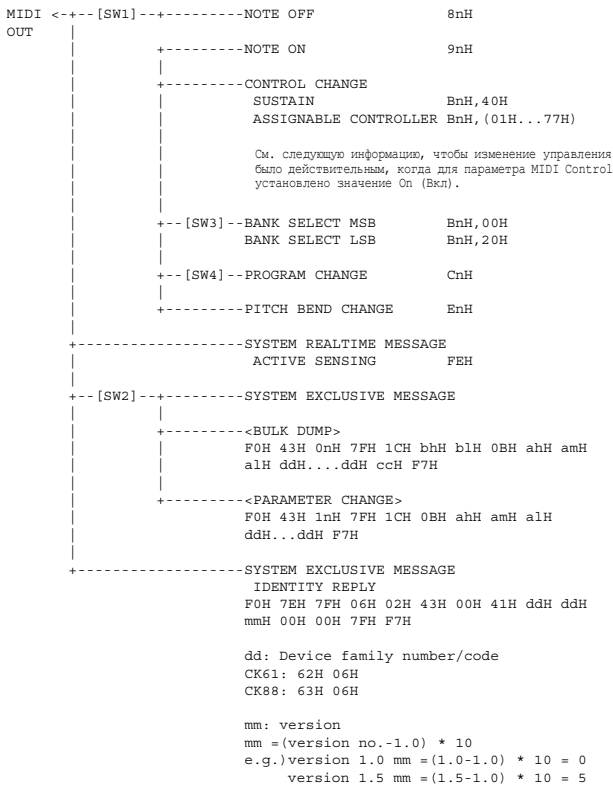 MIDI <-+--[SW1]--+---------NOTE OFF                8nH
OUT    |         |
       |         +---------NOTE ON                 9nH
       |         |
       |         +---------CONTROL CHANGE
       |         |          SUSTAIN                BnH,40H
       |         |          ASSIGNABLE CONTROLLER BnH,(01H...77H)
       |         |
       |         |          См. следующую информацию, чтобы изменение управления
       |         |          было действительным, когда для параметра MIDI Control
       |         |          установлено значение On (Вкл).
       |         |
       |         +--[SW3]--BANK SELECT MSB         BnH,00H
       |         |         BANK SELECT LSB         BnH,20H
       |         |
       |         +--[SW4]--PROGRAM CHANGE          CnH
       |         |
       |         +---------PITCH BEND CHANGE       EnH
       |
       +-------------------SYSTEM REALTIME MESSAGE
       |                    ACTIVE SENSING         FEH
       |
       +--[SW2]--+---------SYSTEM EXCLUSIVE MESSAGE
       |         |
       |         +---------<BULK DUMP>
       |         |         F0H 43H 0nH 7FH 1CH bhH blH 0BH ahH amH
       |         |         alH ddH....ddH ccH F7H
       |         |
       |         +---------<PARAMETER CHANGE>
       |                   F0H 43H 1nH 7FH 1CH 0BH ahH amH alH
       |                   ddH...ddH F7H
       |
       +-------------------SYSTEM EXCLUSIVE MESSAGE
                            IDENTITY REPLY
                           F0H 7EH 7FH 06H 02H 43H 00H 41H ddH ddH
                           mmH 00H 00H 7FH F7H

                           dd: Device family number/code
                           CK61: 62H 06H
                           CK88: 63H 06H

                           mm: version
                           mm =(version no.-1.0) * 10
                           e.g.)version 1.0 mm =(1.0-1.0) * 10 = 0
                                version 1.5 mm =(1.5-1.0) * 10 = 5